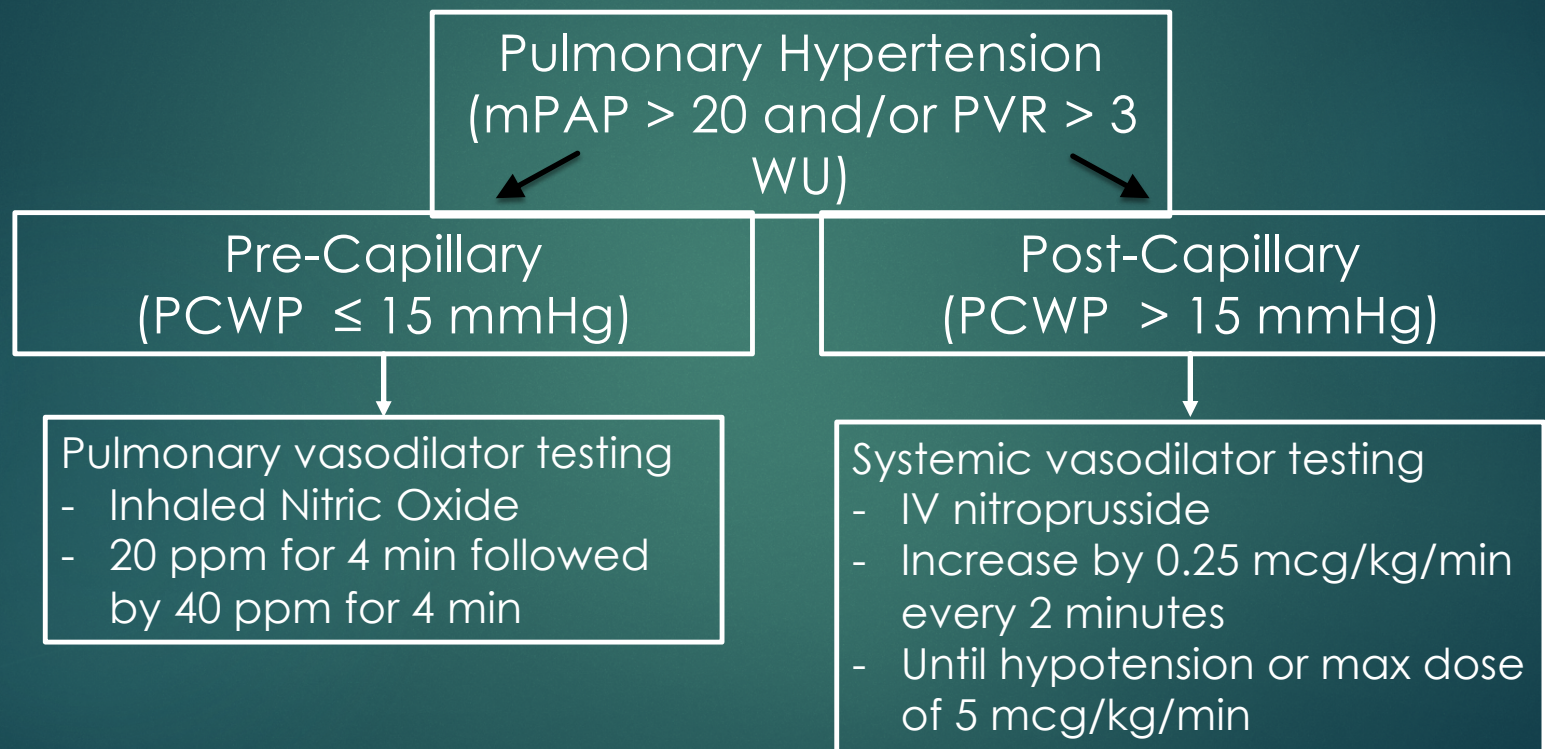 Pulmonary Hypertension
(mPAP > 20 and/or PVR > 3
WU)
Pre-Capillary
(PCWP ≤ 15 mmHg)
Post-Capillary
(PCWP > 15 mmHg)
Pulmonary vasodilator testing
- Inhaled Nitric Oxide
- 20 ppm for 4 min followed
by 40 ppm for 4 min
Systemic vasodilator testing
- IV nitroprusside
- Increase by 0.25 mcg/kg/min
every 2 minutes
- Until hypotension or max dose
of 5 mcg/kg/min